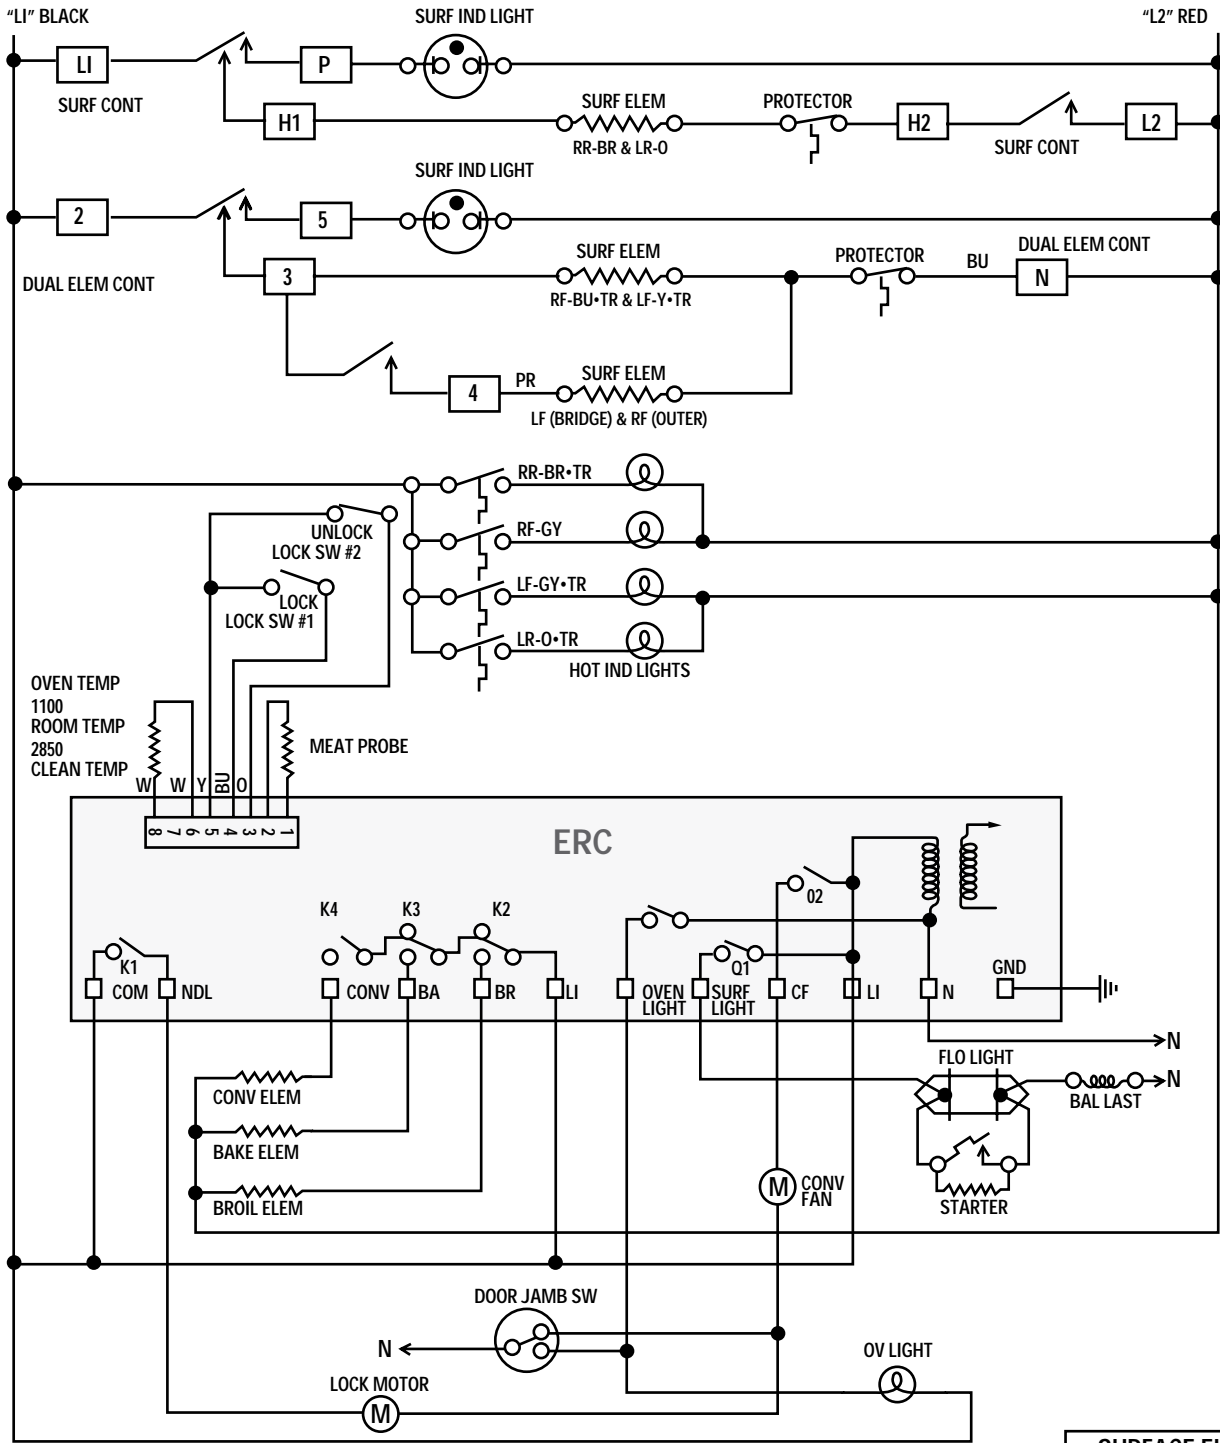 “LI” BLACK
SURF IND LIGHT
“L2” RED
LI
P
SURF CONT
H1
SURF ELEM
RR-BR & LR-O
PROTECTOR
H2
SURF CONT
L2
SURF IND LIGHT
2
5
DUAL ELEM CONT
3
SURF ELEM
RF-BU•TR & LF-Y•TR
PROTECTOR
BU
DUAL ELEM CONT
N
4
PR
SURF ELEM
LF (BRIDGE) & RF (OUTER)
RR-BR•TR
UNLOCK
LOCK SW #2
RF-GY
LOCK
LOCK SW #1
LF-GY•TR
LR-O•TR
HOT IND LIGHTS
OVEN TEMP
1100
ROOM TEMP
2850
CLEAN TEMP
MEAT PROBE
W W Y BU O
8 7 6 5 4 3 2 1
ERC
02
K4 K3 K2
K1
Q1
COM NDL CONV BA BR LI
OVEN
LIGHT
SURF
LIGHT
CF LI N GND
N
FLO LIGHT
N
BAL LAST
CONV ELEM
BAKE ELEM
BROIL ELEM
M
CONV
FAN
STARTER
DOOR JAMB SW
N
OV LIGHT
LOCK MOTOR
M